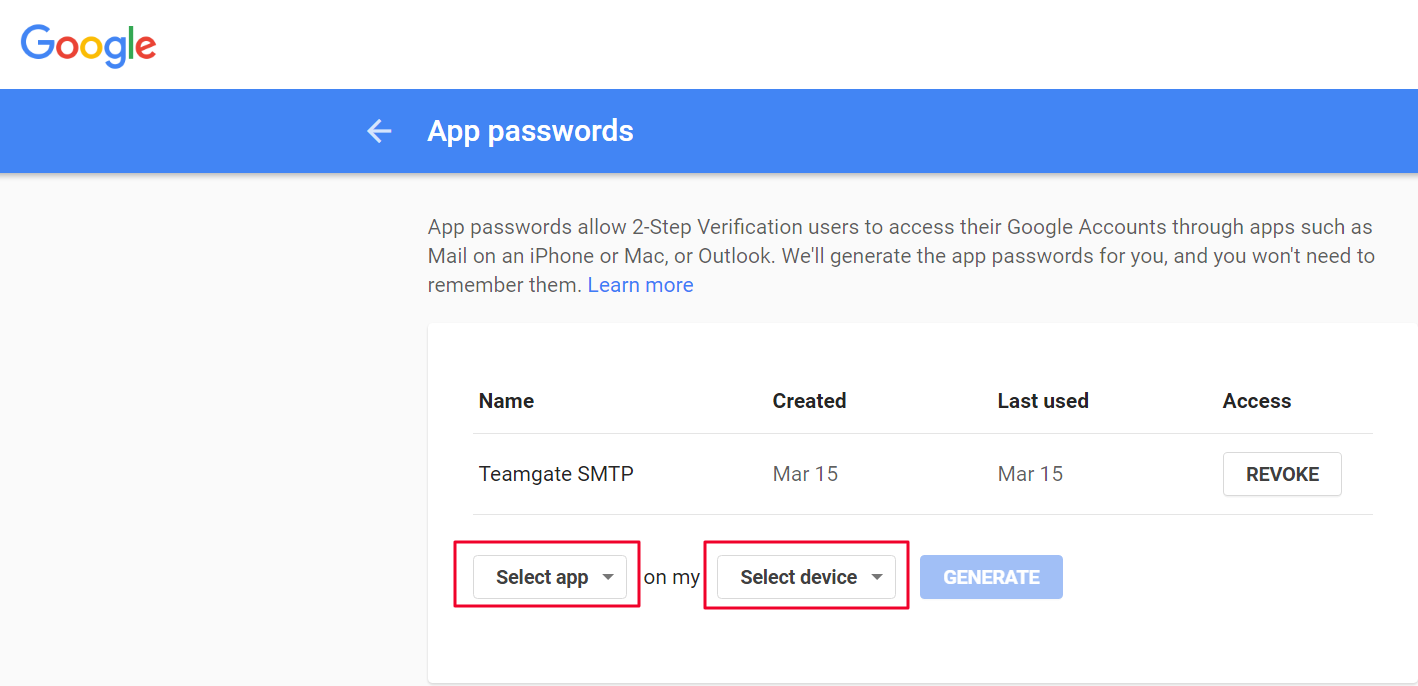 Google
App passwords
App passwords allow 2-Step Verification users to access their Google Accounts through apps such as
Mail on an iPhone or Mac, or Outlook. We'll generate the app passwords for you, and you won't need to
remember them. Learn more
Name Created Last used Access
Teamgate SMTP Mar 15 Mar 15 REVOKE
Select app on my Select device GENERATE